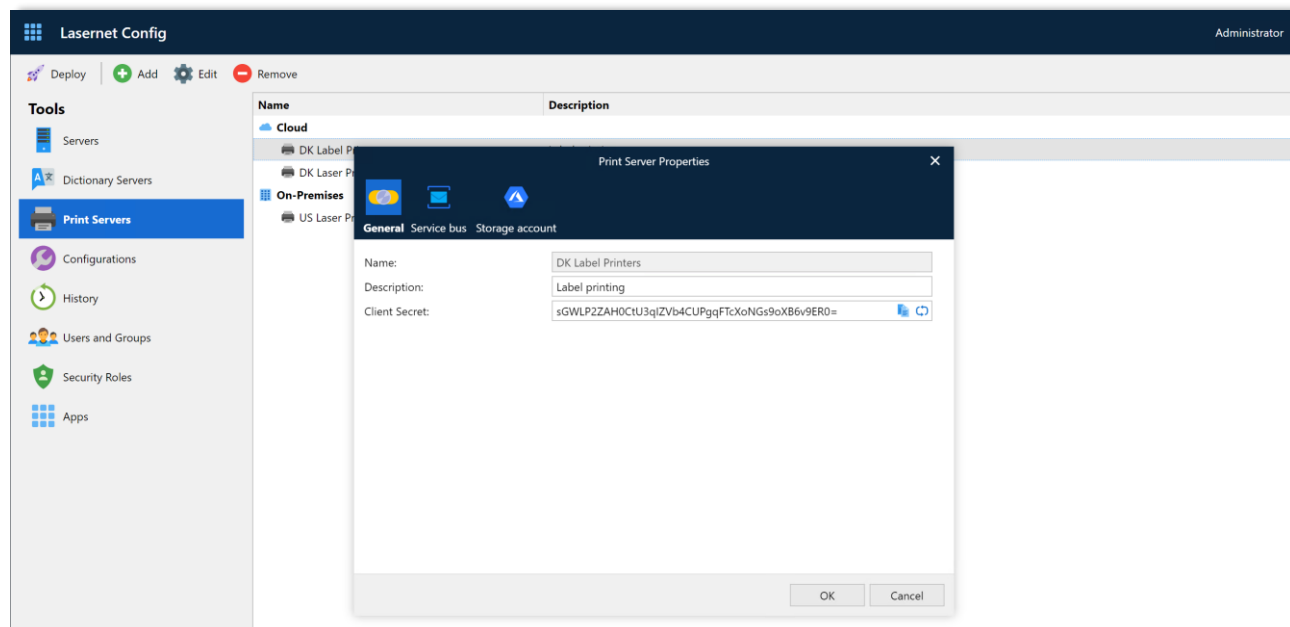 Lasernet Config
Administrator
Deploy Add Edit Remove
Tools
Servers
Dictionary Servers
Print Servers
Configurations
History
Users and Groups
Security Roles
Apps
Name Description
Cloud
DK Label P
DK Laser Pr
On-Premises
US Laser Pr
Print Server Properties
General Service bus Storage account
Name: DK Label Printers
Description: Label printing
Client Secret: sGWLP2ZAH0CtU3qlZVb4CUPgqFTcXoNGs9oXB6v9ER0=
OK Cancel